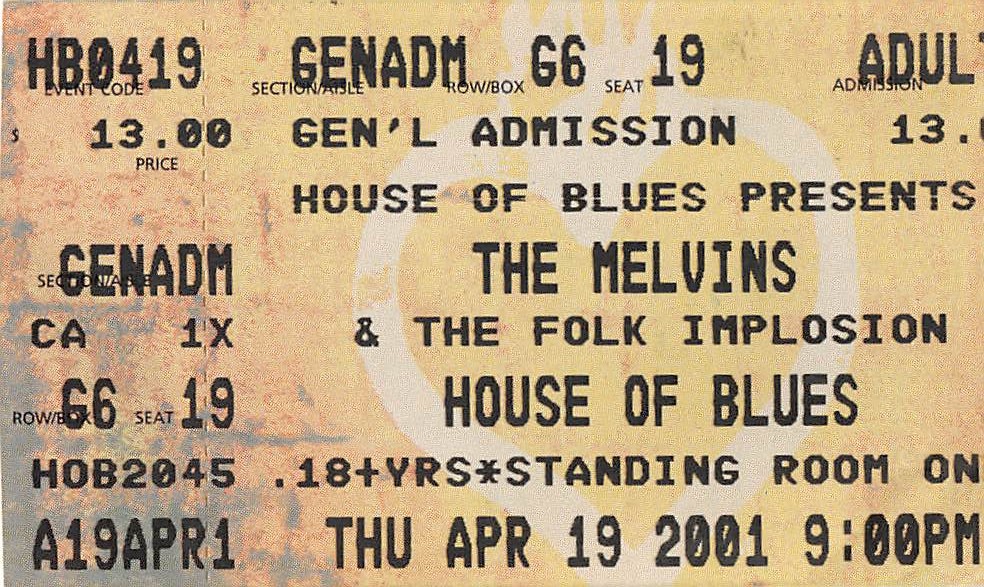 HB0419 GENADM G6 19 ADULT
EVENT CODE SECTION/AISLE ROW/BOX SEAT ADMISSION
$ 13.00 GEN'L ADMISSION 13.0
PRICE
HOUSE OF BLUES PRESENTS
GENADM THE MELVINS
SECTION/AISLE
CA 1X & THE FOLK IMPLOSION
G6 19 HOUSE OF BLUES
ROW/BOX SEAT
HOB2045 .18+YRS*STANDING ROOM ON
A19APR1 THU APR 19 2001 9:00PM